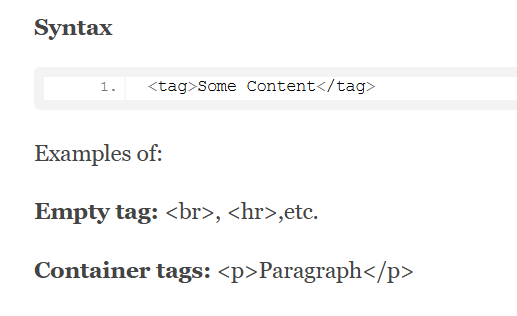 Syntax
1. <tag>Some Content</tag>
Examples of:
Empty tag: <br>, <hr>,etc.
Container tags: <p>Paragraph</p>